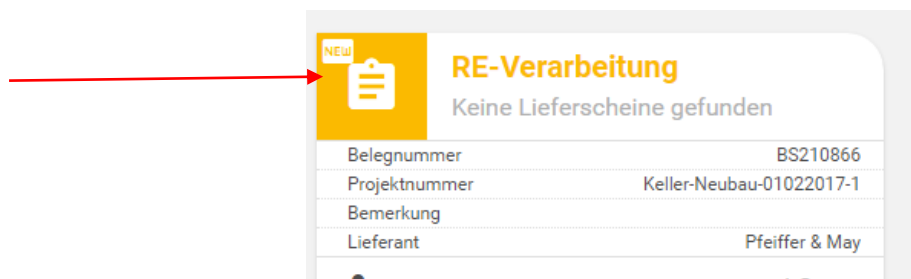 NEW
RE-Verarbeitung
Keine Lieferscheine gefunden
Belegnummer BS210866
Projektnummer Keller-Neubau-01022017-1
Bemerkung
Lieferant Pfeiffer & May